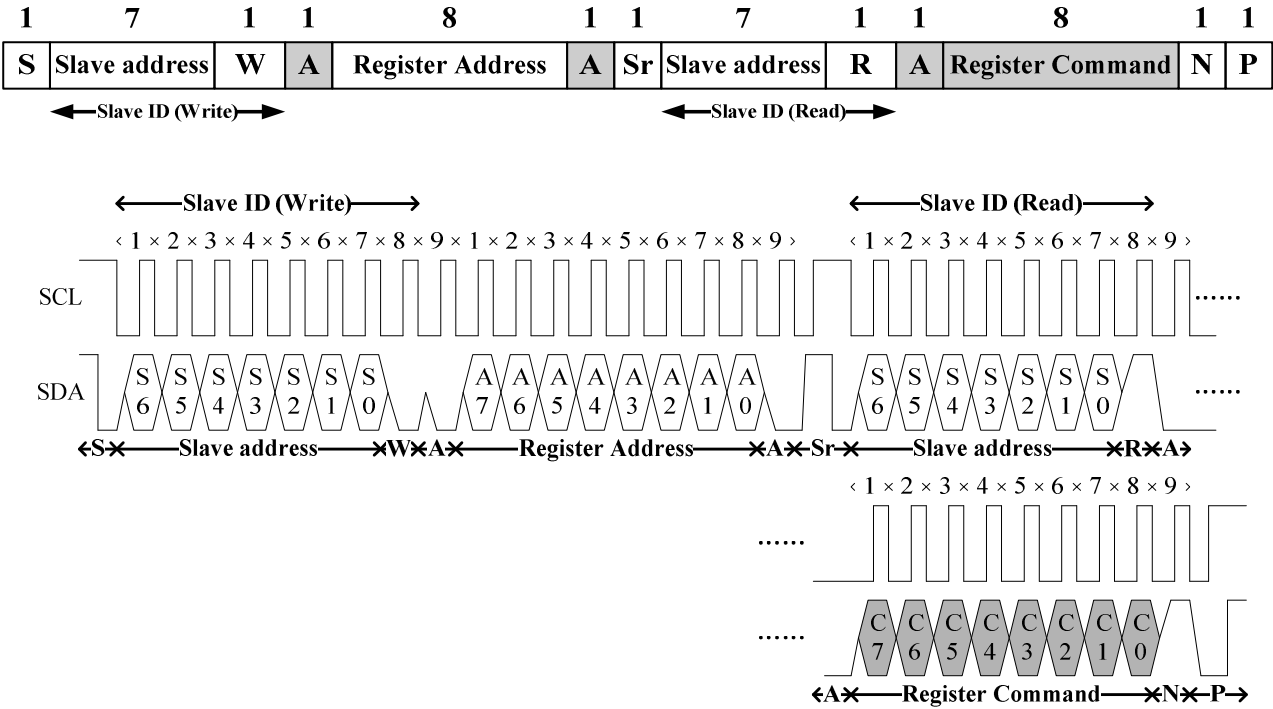 1 7 1 1 8 1 1 7 1 1 8 1 1
S Slave address W A Register Address A Sr Slave address R A Register Command N P
Slave ID (Write) Slave ID (Read)
Slave ID (Write) Slave ID (Read)
‹ 1 × 2 × 3 × 4 × 5 × 6 × 7 × 8 × 9 × 1 × 2 × 3 × 4 × 5 × 6 × 7 × 8 × 9 › ‹ 1 × 2 × 3 × 4 × 5 × 6 × 7 × 8 × 9 ›
SCL ......
SDA S6 S5 S4 S3 S2 S1 S0 A7 A6 A5 A4 A3 A2 A1 A0 S6 S5 S4 S3 S2 S1 S0 ......
S Slave address W A Register Address A Sr Slave address R A
‹ 1 × 2 × 3 × 4 × 5 × 6 × 7 × 8 × 9 ›
......
...... C7 C6 C5 C4 C3 C2 C1 C0
A Register Command N P